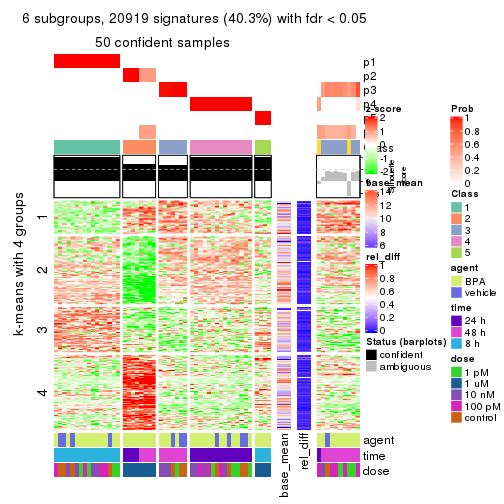 6 subgroups, 20919 signatures (40.3%) with fdr < 0.05
50 confident samples
p1
p2
p3
p4
p5
1
2
3
4
k-means with 4 groups
z-score
2
1
0
-1
-2
base_mean
14
12
10
8
6
rel_diff
1
0.8
0.6
0.4
0.2
0
Status (barplots)
confident
ambiguous
Prob
1
0.8
0.6
0.4
0.2
0
Class
1
2
3
4
5
agent
BPA
vehicle
time
24 h
48 h
8 h
dose
1 pM
1 uM
10 nM
100 pM
control
agent
time
dose
base_mean
rel_diff